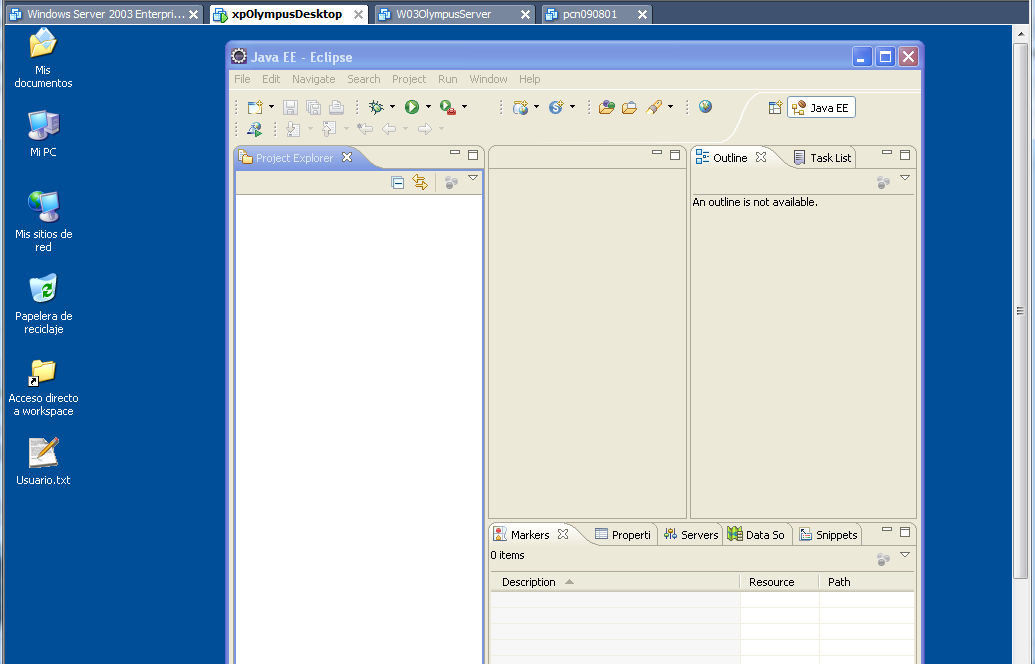 Windows Server 2003 Enterpri... xpOlympusDesktop W03OlympusServer pcn090801
Mis
documentos
Mi PC
Mis sitios de
red
Papelera de
reciclaje
Acceso directo
a workspace
Usuario.txt
Java EE - Eclipse
File Edit Navigate Search Project Run Window Help
Java EE
Project Explorer
Outline Task List
An outline is not available.
Markers Properti Servers Data So Snippets
0 items
Description Resource Path